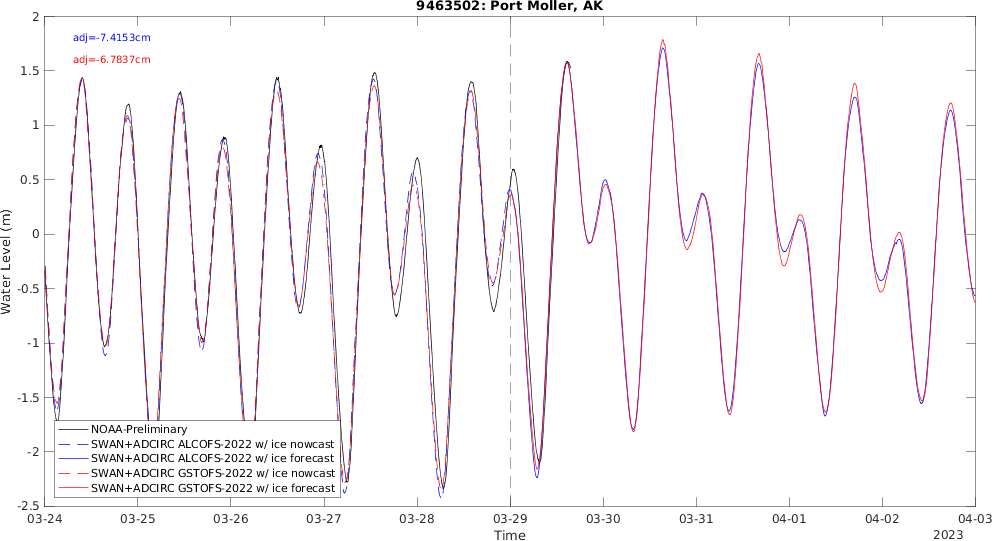 9463502: Port Moller, AK
adj=-7.4153cm
adj=-6.7837cm
Water Level (m)
2
1.5
1
0.5
0
-0.5
-1
-1.5
-2
-2.5
NOAA-Preliminary
SWAN+ADCIRC ALCOFS-2022 w/ ice nowcast
SWAN+ADCIRC ALCOFS-2022 w/ ice forecast
SWAN+ADCIRC GSTOFS-2022 w/ ice nowcast
SWAN+ADCIRC GSTOFS-2022 w/ ice forecast
03-24 03-25 03-26 03-27 03-28 03-29 03-30 03-31 04-01 04-02 04-03
Time
2023